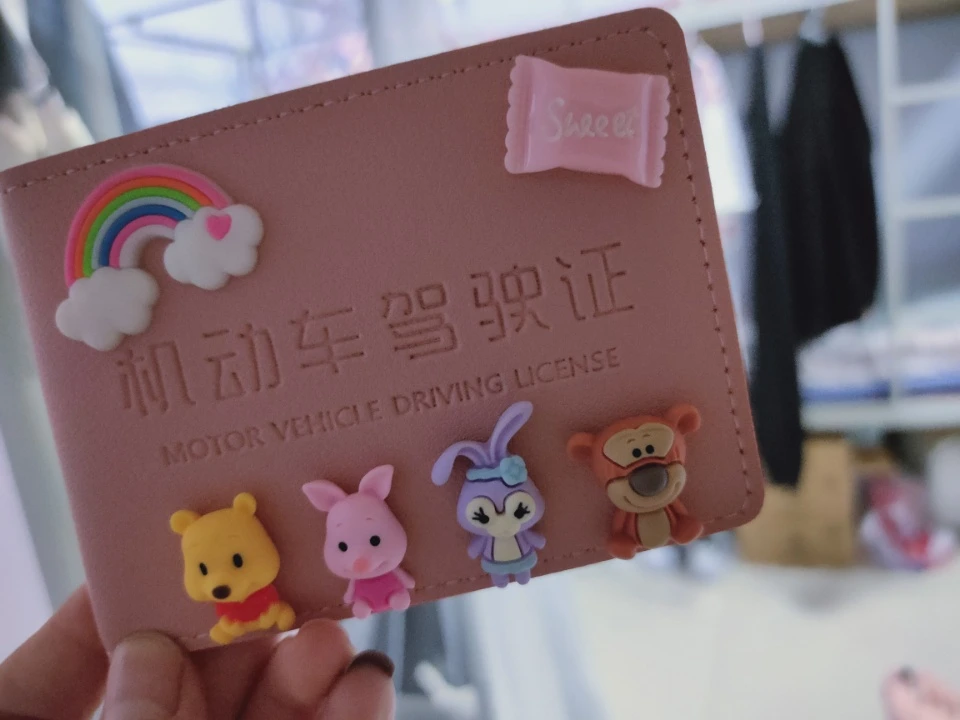 Sweet
机动车驾驶证
MOTOR VEHICLE DRIVING LICENSE